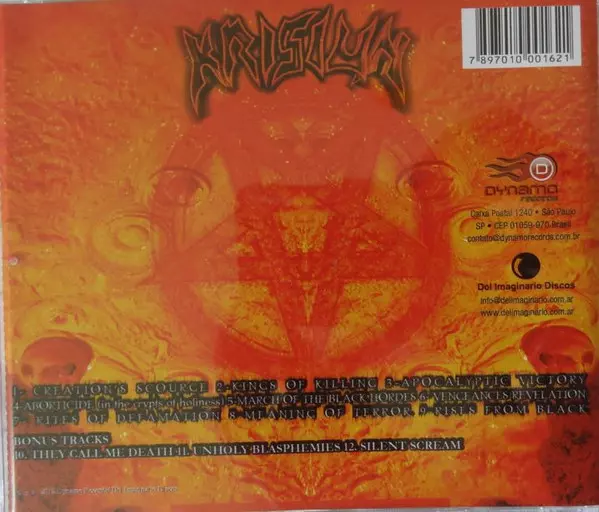 KRISIUN
7 897010 001621
D
DYNAMO
records
Caixa Postal 1240 • São Paulo
SP • CEP 01059-970 Brasil
contato@dynamorecords.com.br
Del Imaginario Discos
info@delimaginario.com.ar
www.delimaginario.com.ar
1- CREATION'S SCOURGE 2-KINGS OF KILLING 3-APOCALYPTIC VICTORY
4-ABORTICIDE (in the crypts of holiness) 5-MARCH OF THE BLACK HORDES 6- VENGEANCES REVELATION
7- RITES OF DEFAMATION 8-MEANING OF TERROR 9-RISES FROM BLACK
BONUS TRACKS
10. THEY CALL ME DEATH 11. UNHOLY BLASPHEMIES 12. SILENT SCREAM